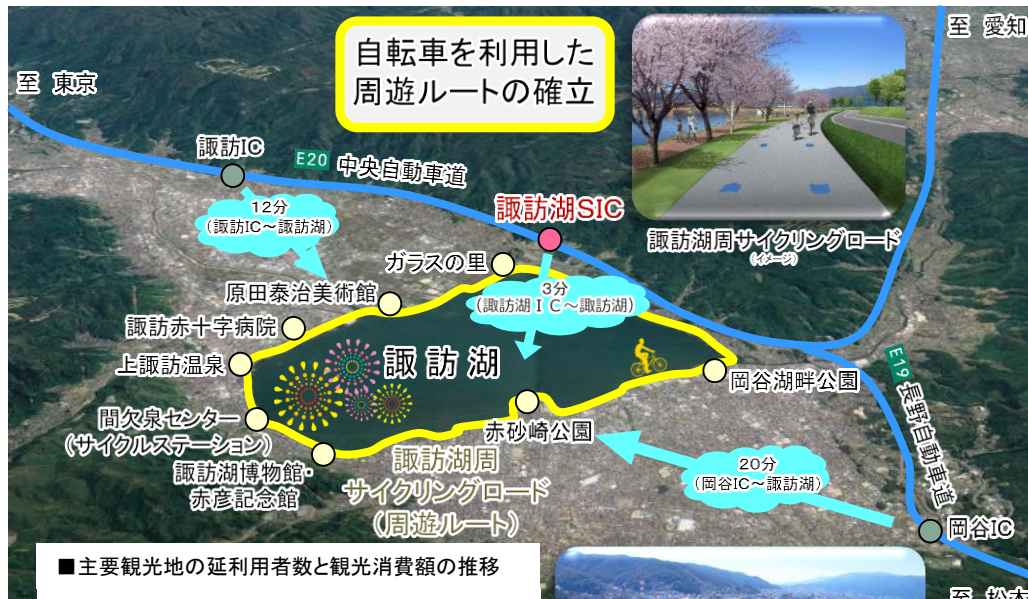 自転車を利用した
周遊ルートの確立
至 愛知
至 東京
諏訪IC
E20 中央自動車道
12分
(諏訪IC～諏訪湖)
諏訪湖SIC
諏訪湖周サイクリングロード
(イメージ)
ガラスの里
3分
(諏訪湖ＩＣ～諏訪湖)
原田泰治美術館
諏訪赤十字病院
上諏訪温泉
諏訪湖
岡谷湖畔公園
E19 長野自動車道
間欠泉センター
(サイクルステーション)
赤砂崎公園
諏訪湖博物館・
赤彦記念館
諏訪湖周
サイクリングロード
(周遊ルート)
20分
(岡谷IC～諏訪湖)
岡谷IC
■主要観光地の延利用者数と観光消費額の推移
至 松本